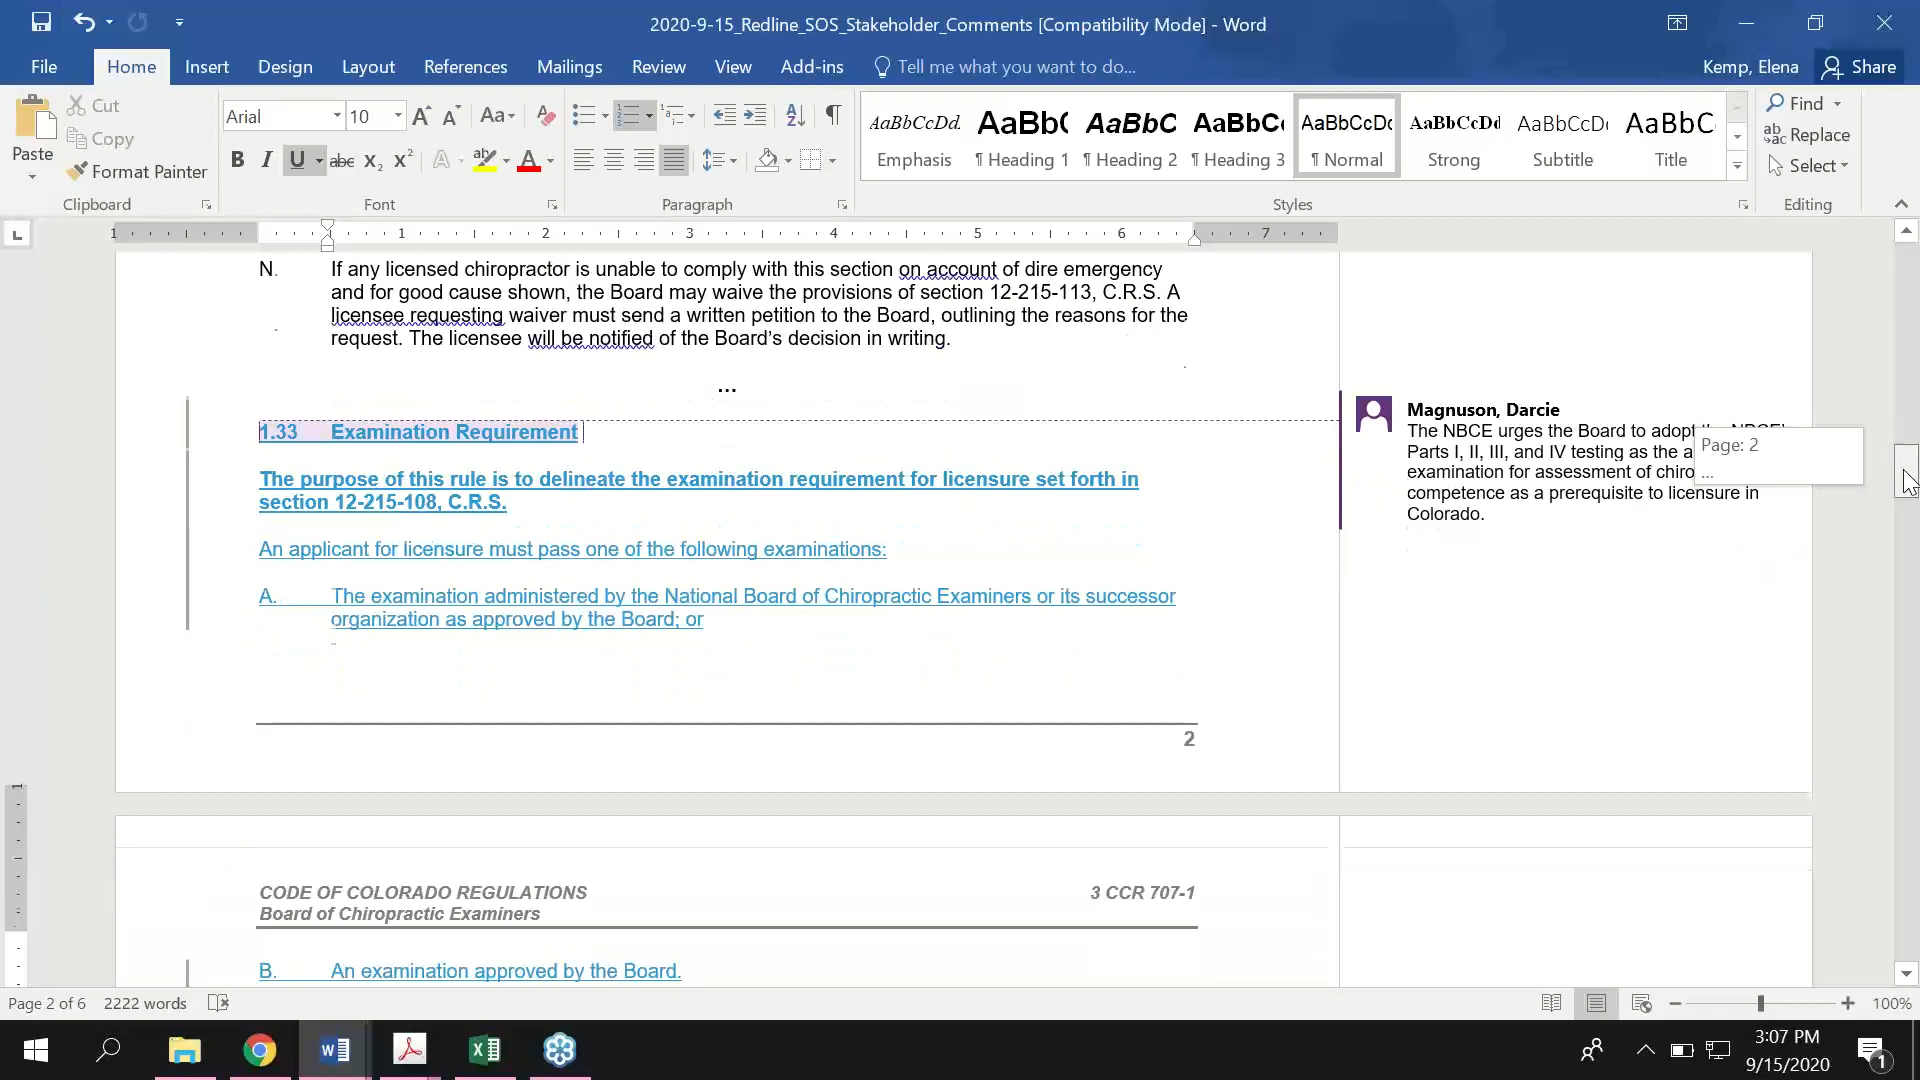 2020-9-15_Redline_SOS_Stakeholder_Comments [Compatibility Mode] - Word
File Home Insert Design Layout References Mailings Review View Add-ins Tell me what you want to do... Kemp, Elena Share
Cut
Copy
Paste
Format Painter
Clipboard
Arial 10
Font
Paragraph
AaBbCcDd. AaBb( AaBbC AaBbC( AaBbCcDc AaBbCcDd AaBbCcD( AaBbC
Emphasis ¶ Heading 1 ¶ Heading 2 ¶ Heading 3 ¶ Normal Strong Subtitle Title
Styles
Find
Replace
Select
Editing
1 1 2 3 4 5 6 7
N. If any licensed chiropractor is unable to comply with this section on account of dire emergency
and for good cause shown, the Board may waive the provisions of section 12-215-113, C.R.S. A
licensee requesting waiver must send a written petition to the Board, outlining the reasons for the
request. The licensee will be notified of the Board's decision in writing.
...
1.33 Examination Requirement
The purpose of this rule is to delineate the examination requirement for licensure set forth in
section 12-215-108, C.R.S.
An applicant for licensure must pass one of the following examinations:
A. The examination administered by the National Board of Chiropractic Examiners or its successor
organization as approved by the Board; or
2
Magnuson, Darcie
The NBCE urges the Board to adopt
Parts I, II, III, and IV testing as the
examination for assessment of
competence as a prerequisite to licensure in
Colorado.
Page: 2
...
CODE OF COLORADO REGULATIONS 3 CCR 707-1
Board of Chiropractic Examiners
B. An examination approved by the Board.
Page 2 of 6 2222 words 100%
3:07 PM
9/15/2020
1